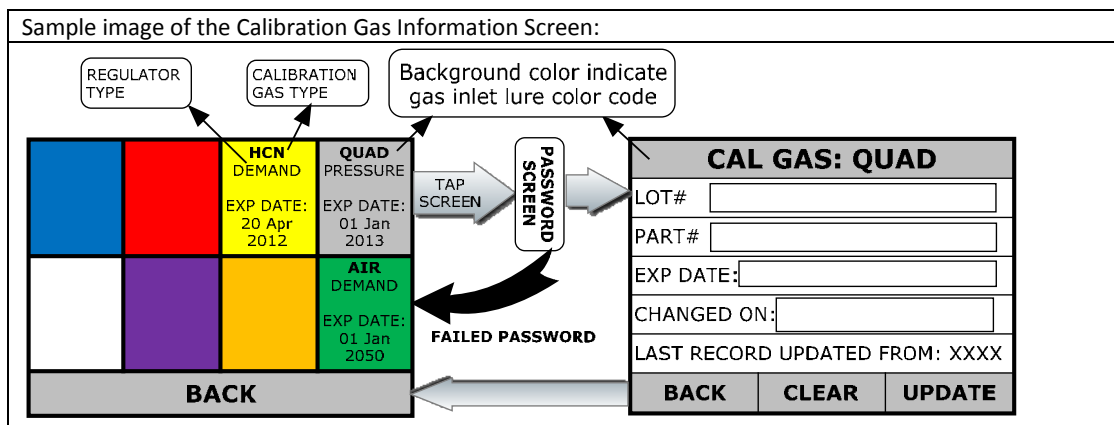 Sample image of the Calibration Gas Information Screen:
REGULATOR
TYPE
CALIBRATION
GAS TYPE
Background color indicate
gas inlet lure color code
HCN
DEMAND
EXP DATE:
20 Apr
2012
QUAD
PRESSURE
EXP DATE:
01 Jan
2013
AIR
DEMAND
EXP DATE:
01 Jan
2050
BACK
TAP
SCREEN
PASSWORD
SCREEN
FAILED PASSWORD
CAL GAS: QUAD
LOT#
PART#
EXP DATE:
CHANGED ON:
LAST RECORD UPDATED FROM: XXXX
BACK CLEAR UPDATE